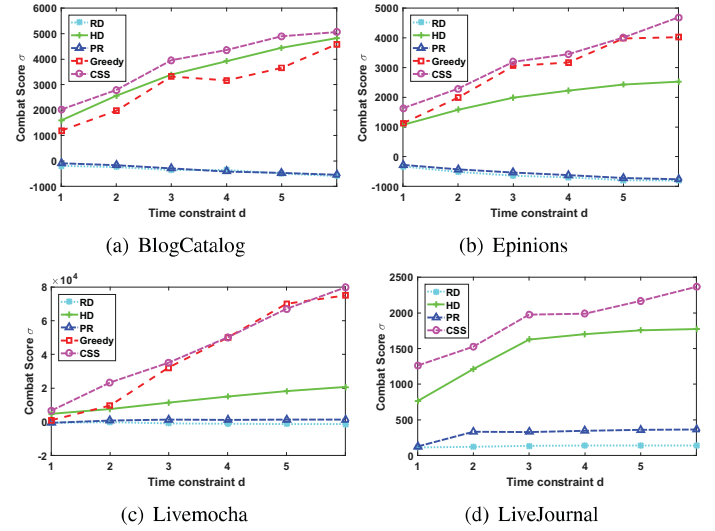 6000
5000
4000
3000
2000
1000
0
-1000
Combat Score σ
RD
HD
PR
Greedy
CSS
1 2 3 4 5
Time constraint d
(a) BlogCatalog
5000
4000
3000
2000
1000
0
-1000
Combat Score σ
RD
HD
PR
Greedy
CSS
1 2 3 4 5
Time constraint d
(b) Epinions
× 10^4
8
6
4
2
0
-2
Combat Score σ
RD
HD
PR
Greedy
CSS
1 2 3 4 5
Time constraint d
(c) Livemocha
2500
2000
1500
1000
500
0
Combat Score σ
RD
HD
PR
CSS
1 2 3 4 5
Time constraint d
(d) LiveJournal